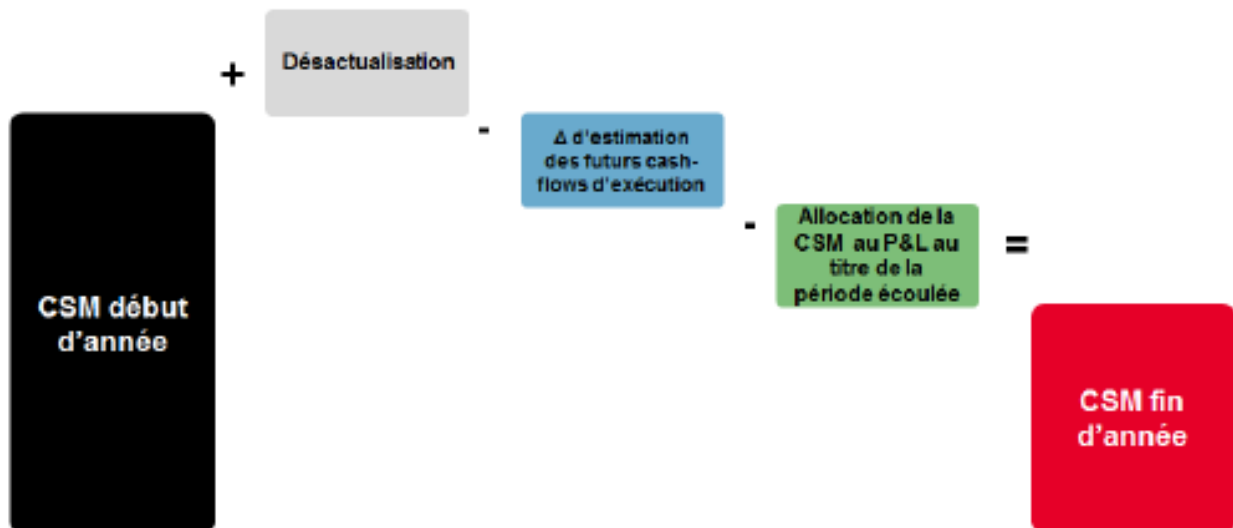 CSM début
d'année
+
Désactualisation
-
Δ d'estimation
des futurs cash-
flows d'exécution
-
Allocation de la
CSM au P&L au
titre de la
période écoulée
=
CSM fin
d'année